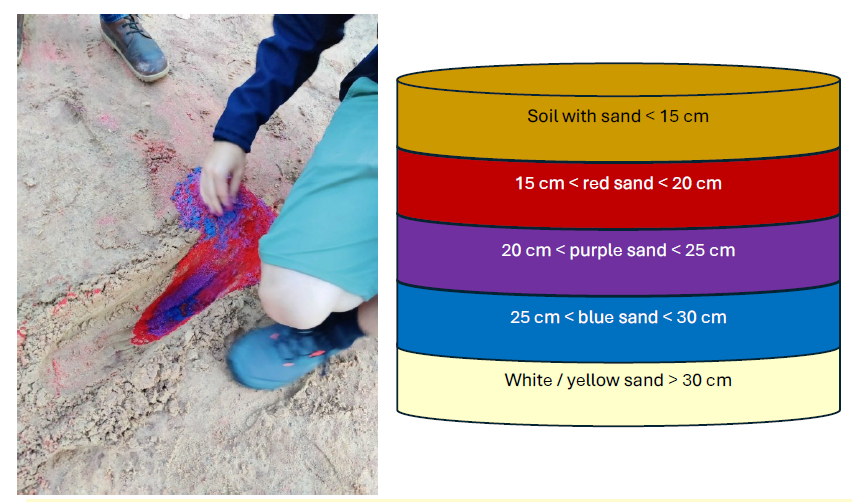 Soil with sand < 15 cm
15 cm < red sand < 20 cm
20 cm < purple sand < 25 cm
25 cm < blue sand < 30 cm
White / yellow sand > 30 cm